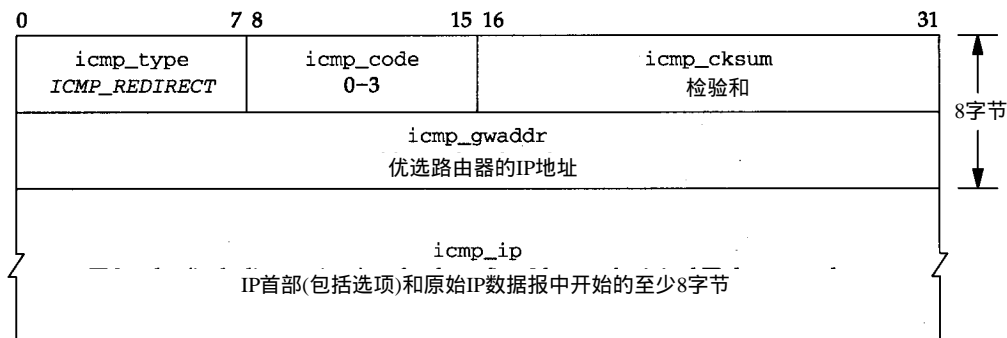 0 7 8 15 16 31
icmp_type icmp_code icmp_cksum
ICMP_REDIRECT 0-3 检验和
8字节
icmp_gwaddr
优选路由器的IP地址
icmp_ip
IP首部(包括选项)和原始IP数据报中开始的至少8字节